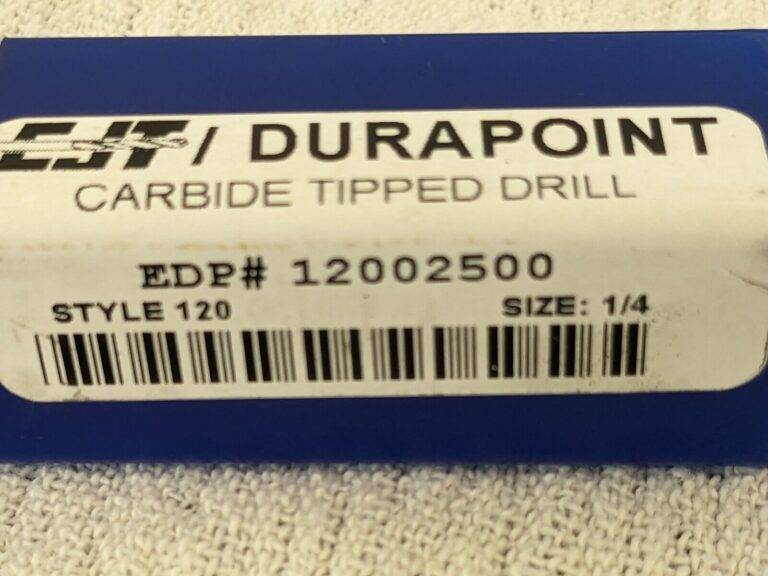 EJT / DURAPOINT
CARBIDE TIPPED DRILL
EDP# 12002500
STYLE 120 SIZE: 1/4